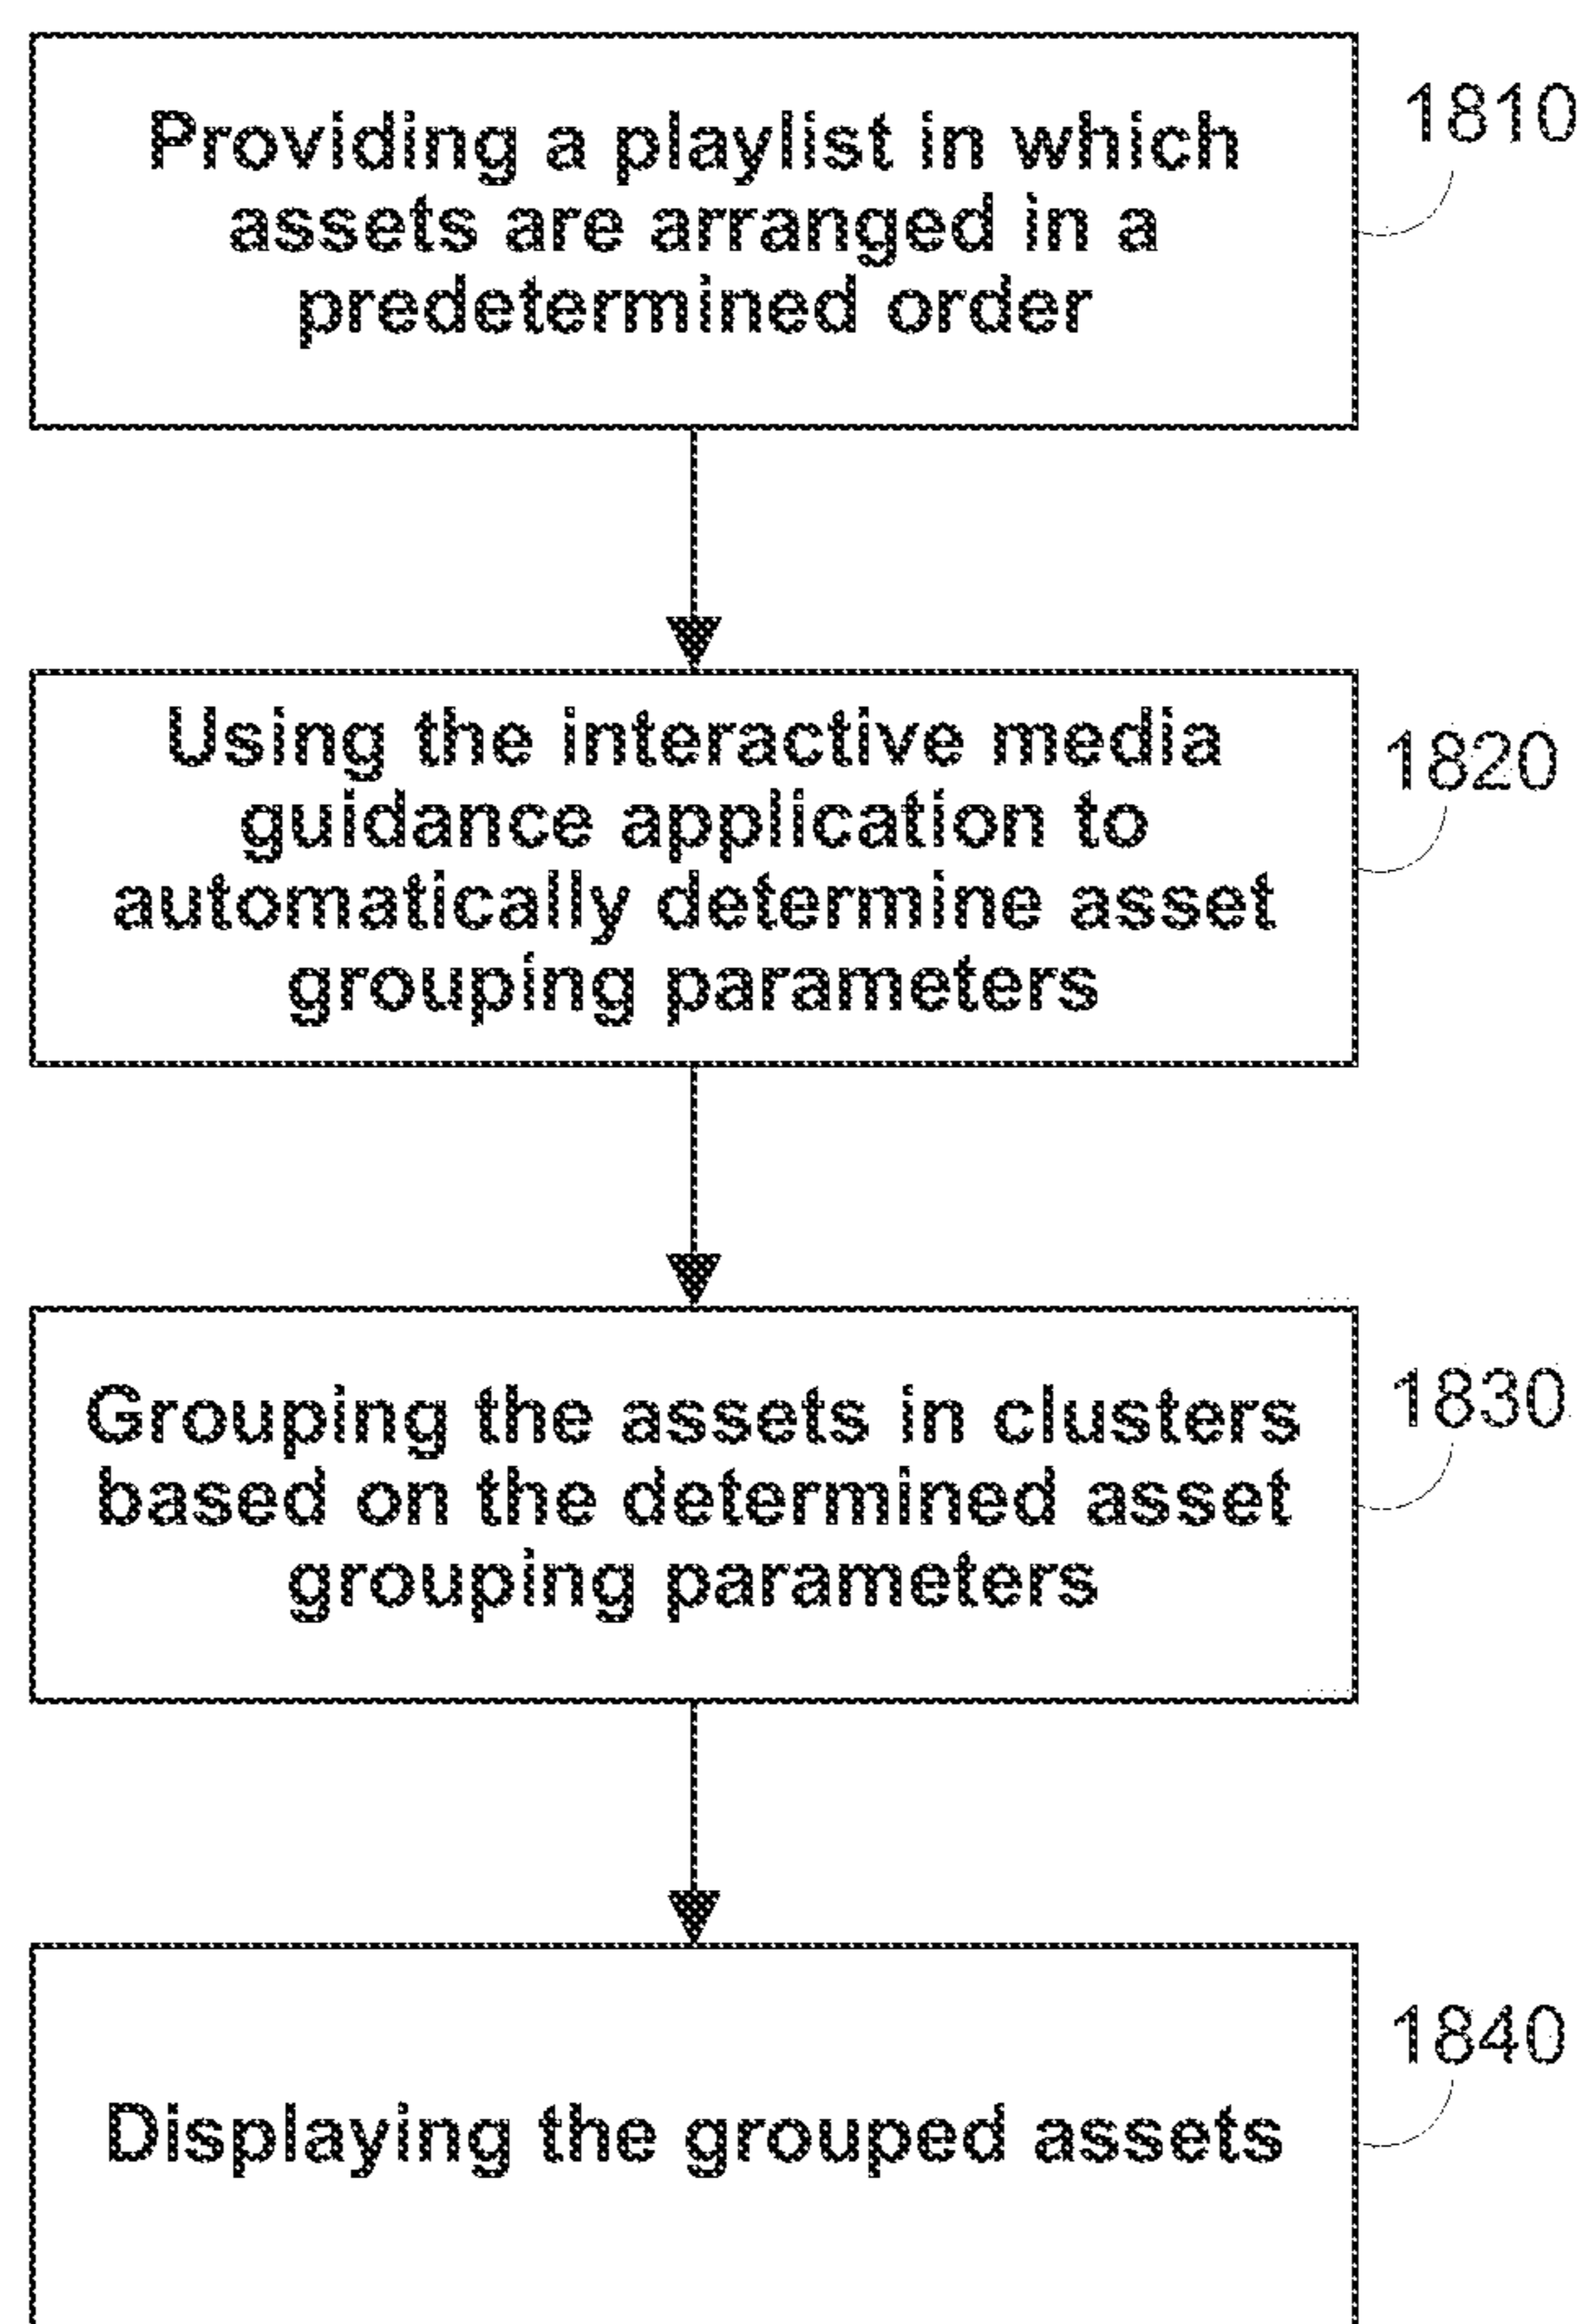 Providing a playlist in which
assets are arranged in a
predetermined order
1810
Using the interactive media
guidance application to
automatically determine asset
grouping parameters
1820
Grouping the assets in clusters
based on the determined asset
grouping parameters
1830
Displaying the grouped assets
1840